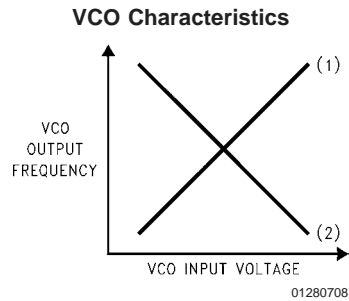 VCO Characteristics
(1)
VCO
OUTPUT
FREQUENCY
(2)
VCO INPUT VOLTAGE
01280708